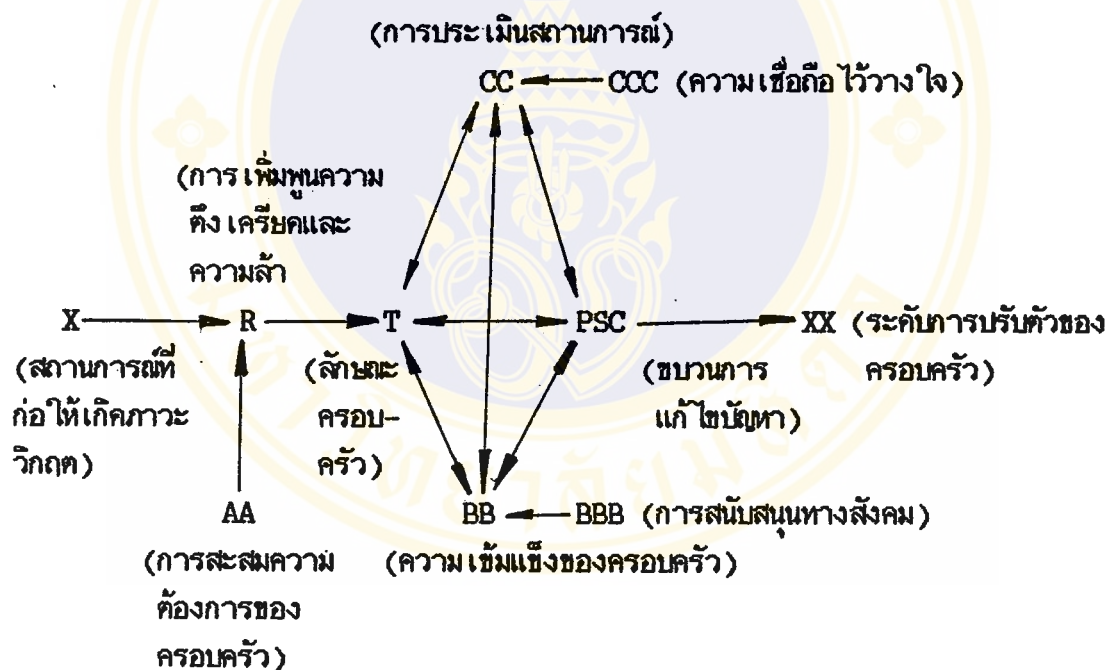 (การประเมินสถานการณ์)
CC CCC (ความเชื่อถือไว้วางใจ)
(การเพิ่มพูนความ
ตึงเครียดและ
ความล้า
X R T PSC XX (ระดับการปรับตัวของ
ครอบครัว)
(สถานการณ์ที่
ก่อให้เกิดภาวะ
วิกฤต)
(ลักษณะ
ครอบ-
ครัว)
(ขบวนการ
แก้ไขปัญหา)
AA BB BBB (การสนับสนุนทางสังคม)
(การสะสมความ
ต้องการของ
ครอบครัว)
(ความเข้มแข็งของครอบครัว)